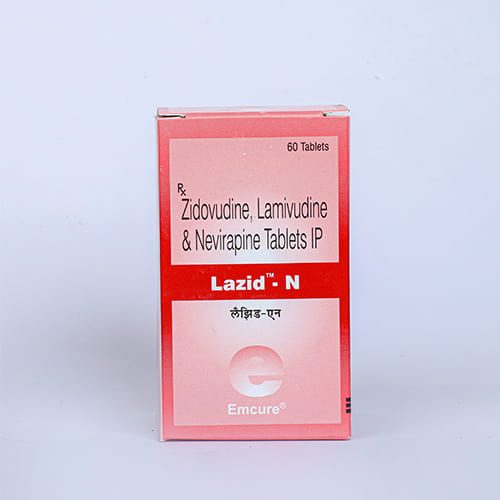 60 Tablets
Rx
Zidovudine, Lamivudine
& Nevirapine Tablets IP
Lazid™- N
लॅझिड-एन
e
Emcure®